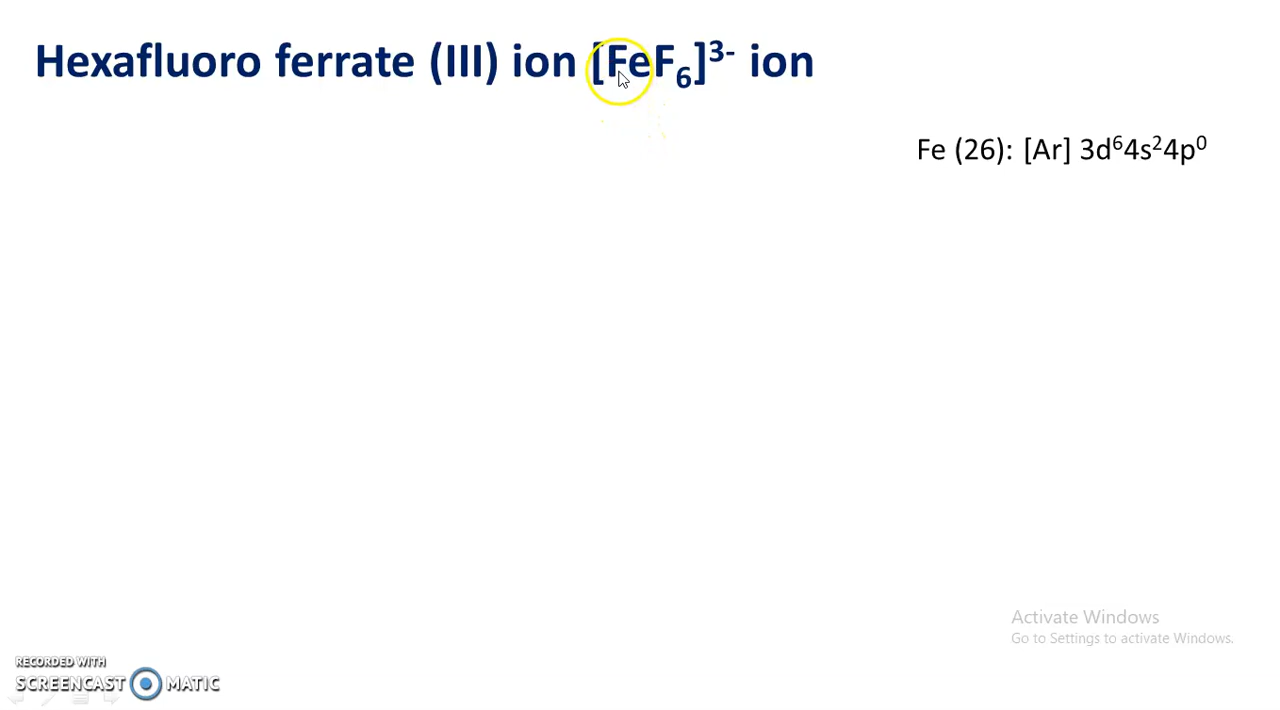 Hexafluoro ferrate (III) ion [FeF₆]³⁻ ion
Fe (26): [Ar] 3d⁶4s²4p⁰
Activate Windows
Go to Settings to activate Windows.
RECORDED WITH
SCREENCAST MATIC